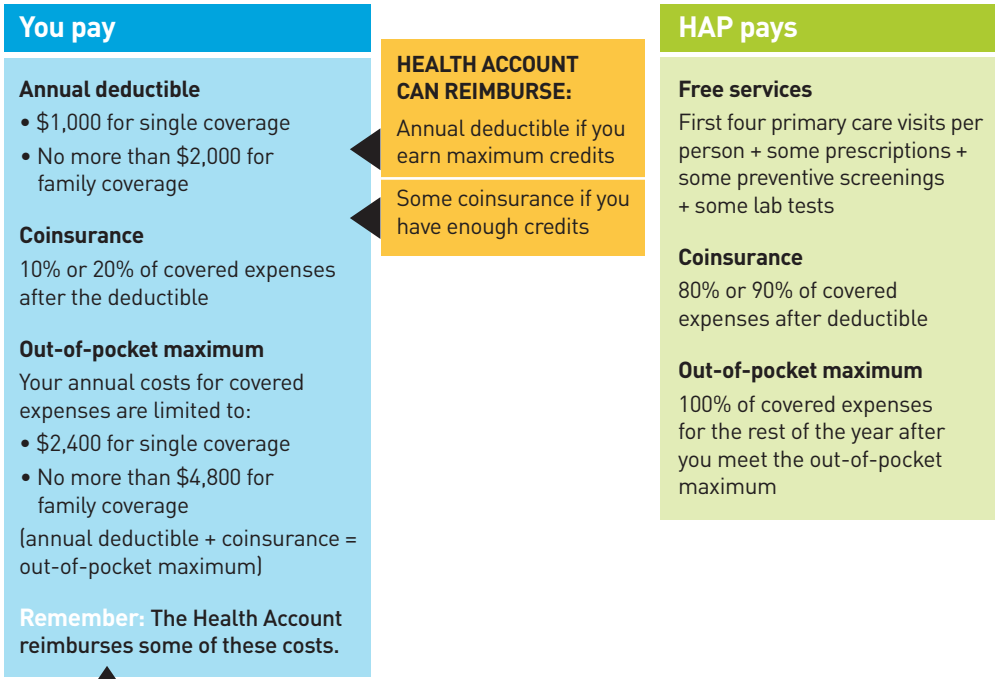 You pay
Annual deductible
• $1,000 for single coverage
• No more than $2,000 for
family coverage
Coinsurance
10% or 20% of covered expenses
after the deductible
Out-of-pocket maximum
Your annual costs for covered
expenses are limited to:
• $2,400 for single coverage
• No more than $4,800 for
family coverage
(annual deductible + coinsurance =
out-of-pocket maximum)
Remember: The Health Account
reimburses some of these costs.
HEALTH ACCOUNT
CAN REIMBURSE:
Annual deductible if you
earn maximum credits
Some coinsurance if you
have enough credits
HAP pays
Free services
First four primary care visits per
person + some prescriptions +
some preventive screenings
+ some lab tests
Coinsurance
80% or 90% of covered
expenses after deductible
Out-of-pocket maximum
100% of covered expenses
for the rest of the year after
you meet the out-of-pocket
maximum